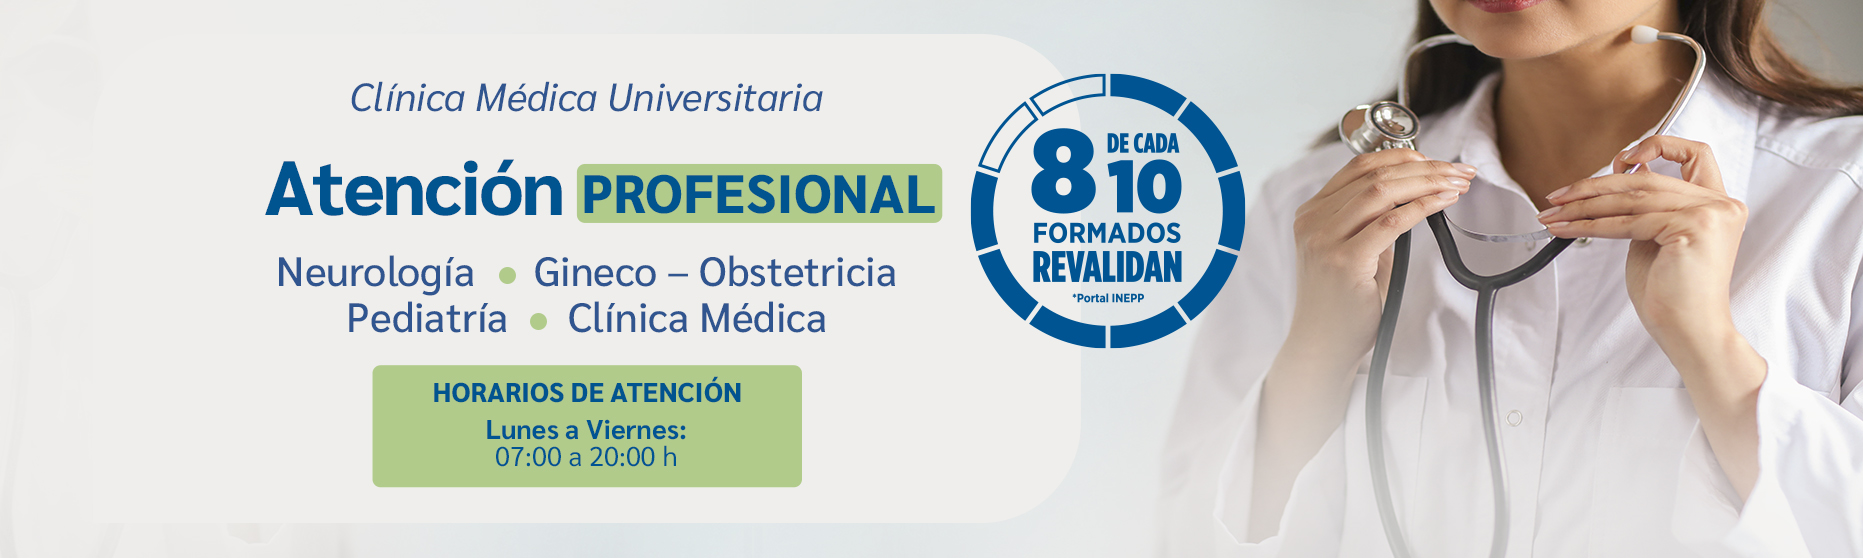 Clínica Médica Universitaria
Atención PROFESIONAL
Neurología • Gineco – Obstetricia
Pediatría • Clínica Médica
HORARIOS DE ATENCIÓN
Lunes a Viernes:
07:00 a 20:00 h
8 DE CADA 10
FORMADOS
REVALIDAN
*Portal INEPP